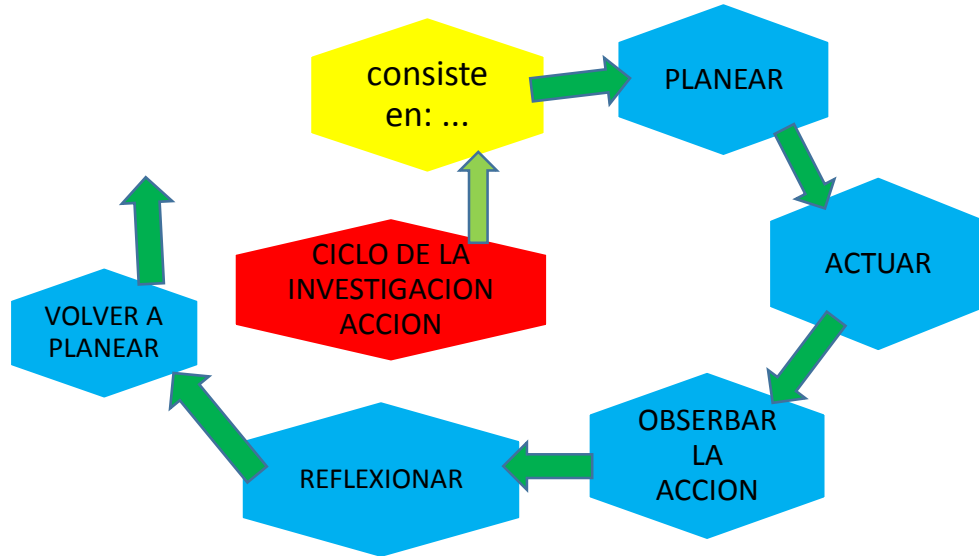 CICLO DE LA
INVESTIGACION
ACCION
consiste
en: ...
PLANEAR
ACTUAR
OBSERBAR
LA
ACCION
REFLEXIONAR
VOLVER A
PLANEAR